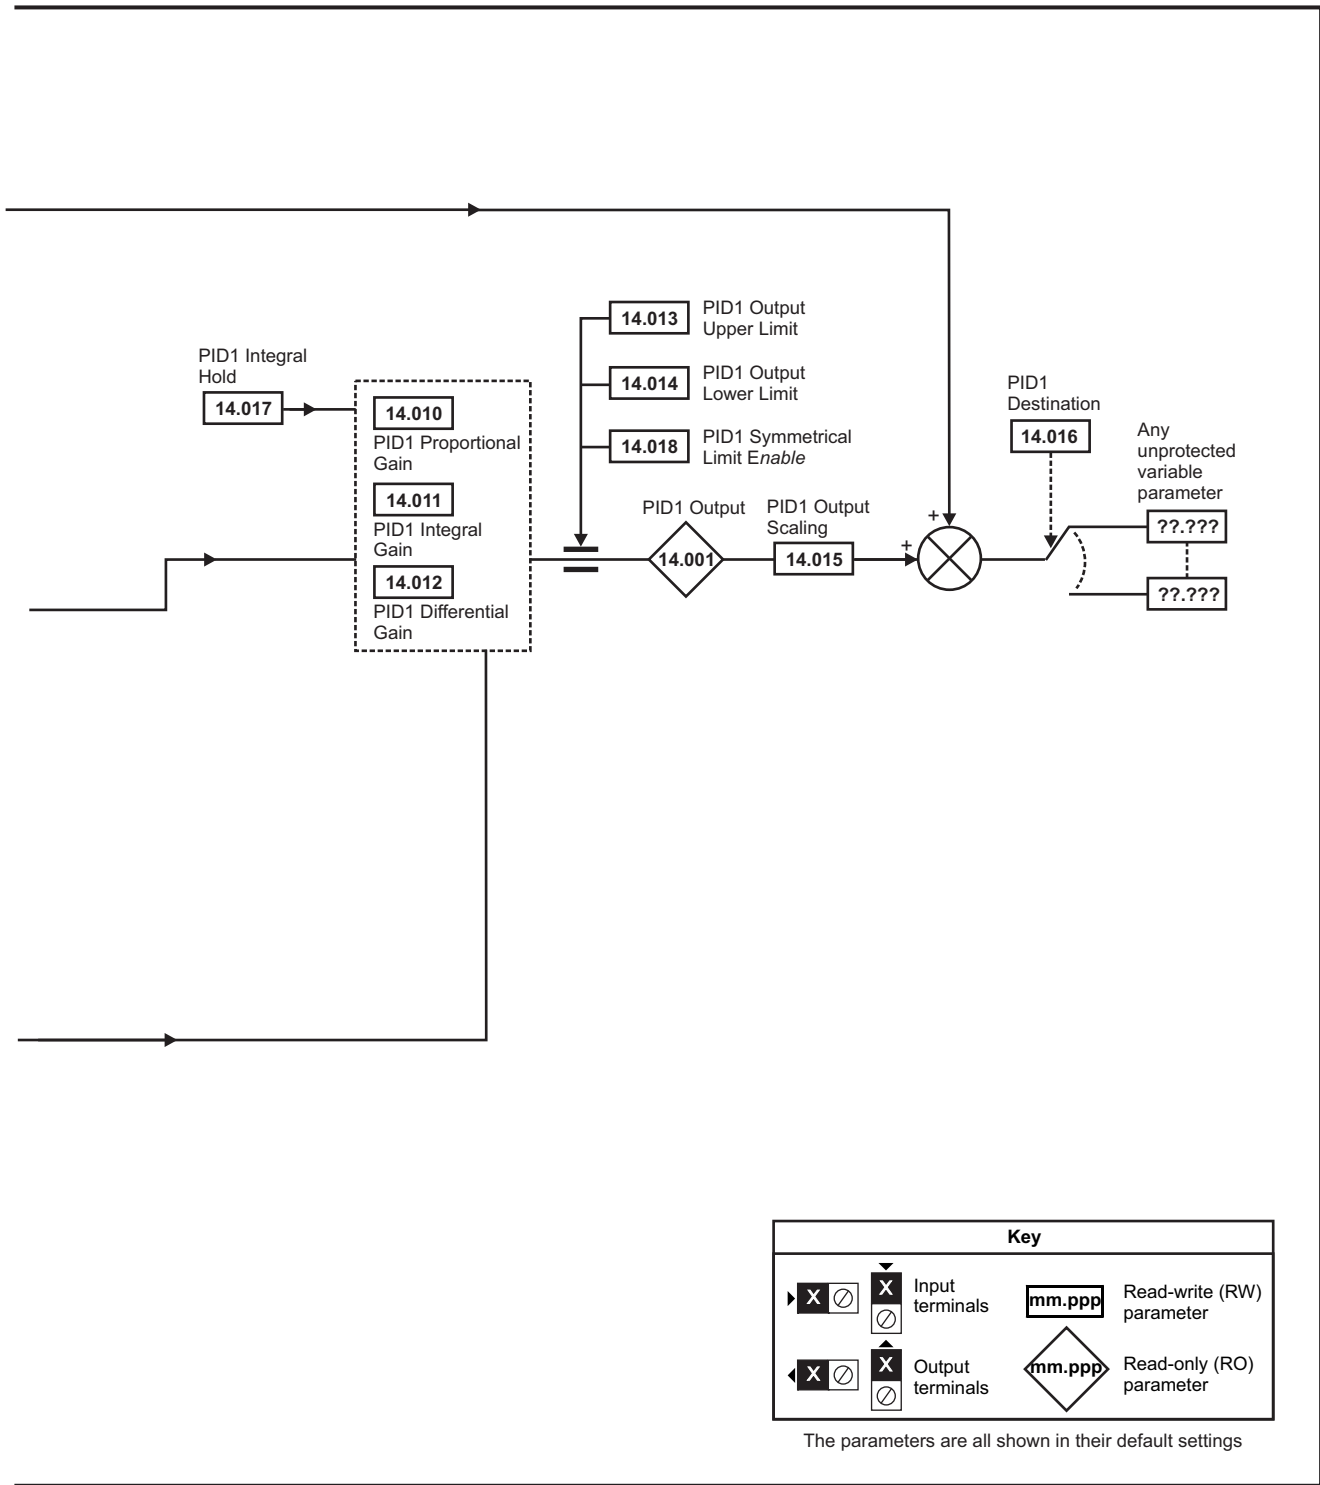 14.013
PID1 Output
Upper Limit
PID1 Integral
Hold
14.017
14.014
PID1 Output
Lower Limit
14.018
PID1 Symmetrical
Limit Enable
14.010
PID1 Proportional
Gain
14.011
PID1 Integral
Gain
14.012
PID1 Differential
Gain
PID1 Output
14.001
PID1 Output
Scaling
14.015
+
+
PID1
Destination
14.016
Any
unprotected
variable
parameter
??.???
??.???
Key
X
X
Input
terminals
mm.ppp
Read-write (RW)
parameter
X
X
Output
terminals
mm.ppp
Read-only (RO)
parameter
The parameters are all shown in their default settings